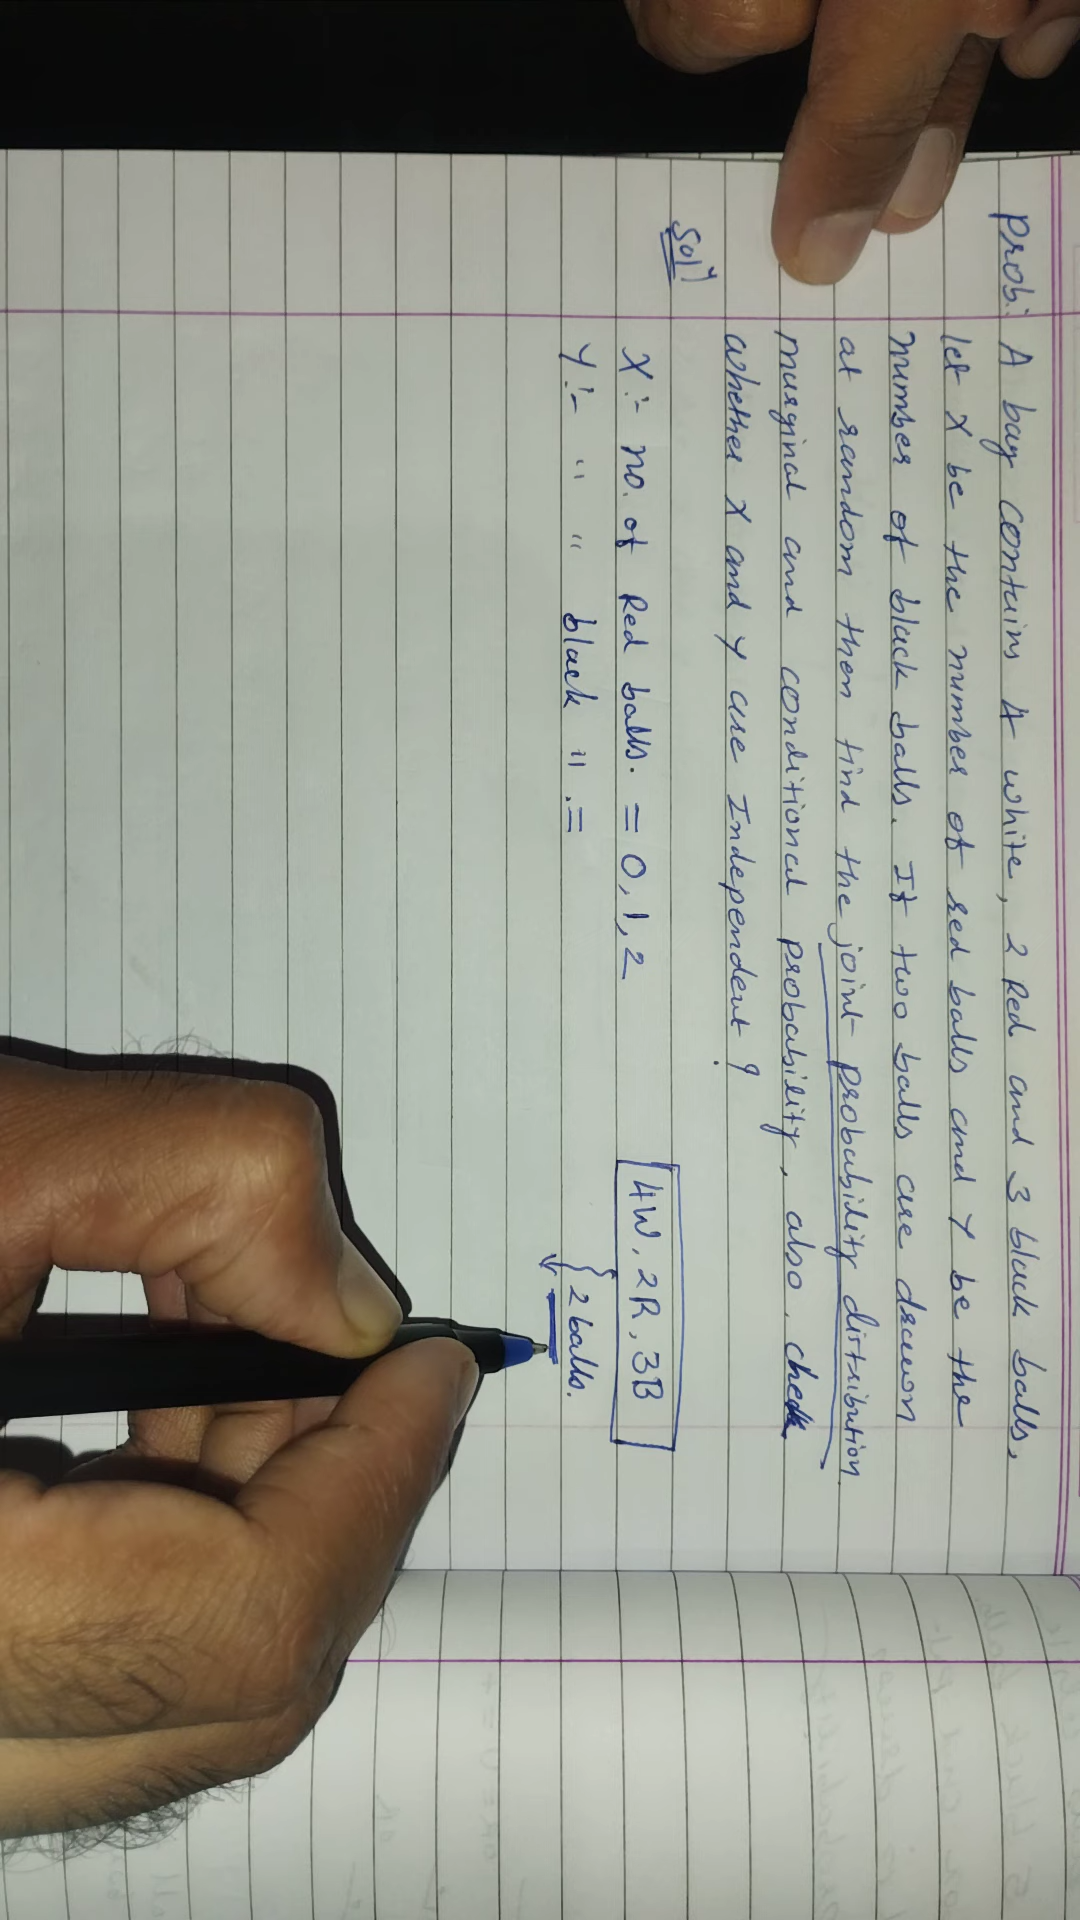 Prob: A bag contains 4 white, 2 Red and 3 black balls,
let X be the number of red balls and Y be the
number of black balls. If two balls are drawn
at random then find the joint probability distribution
marginal and conditional probability, also check
whether X and Y are Independent ?
Solⁿ
4W, 2R, 3B
X :- no. of Red balls. = 0, 1, 2
Y :- " " black " . =
{ 2 balls.